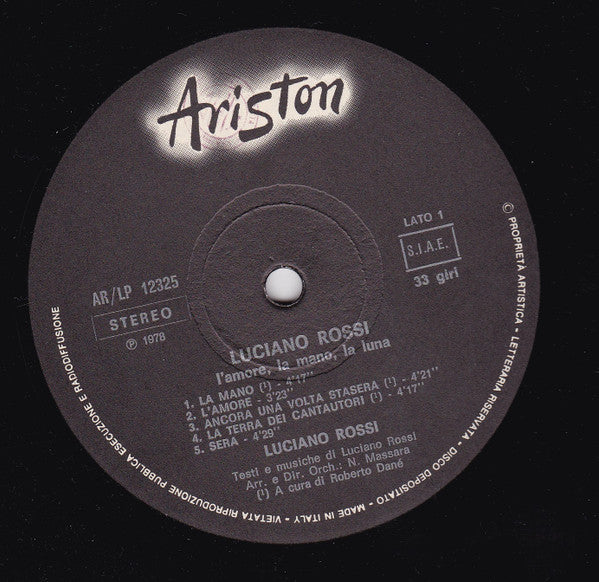 Ariston
LATO 1
S.I.A.E.
33 giri
AR/LP 12325
STEREO
℗ 1978
LUCIANO ROSSI
l'amore, la mano, la luna
1. LA MANO (¹) - 4'17"
2. L'AMORE - 3'23"
3. ANCORA UNA VOLTA STASERA (¹) - 4'21"
4. LA TERRA DEI CANTAUTORI (¹) - 4'17"
5. SERA - 4'29"
LUCIANO ROSSI
Testi e musiche di Luciano Rossi
Arr. e Dir. Orch.: N. Massara
(¹) A cura di Roberto Dané
© PROPRIETÀ ARTISTICA - LETTERARIA RISERVATA - DISCO DEPOSITATO - MADE IN ITALY - VIETATA RIPRODUZIONE PUBBLICA ESECUZIONE E RADIODIFFUSIONE